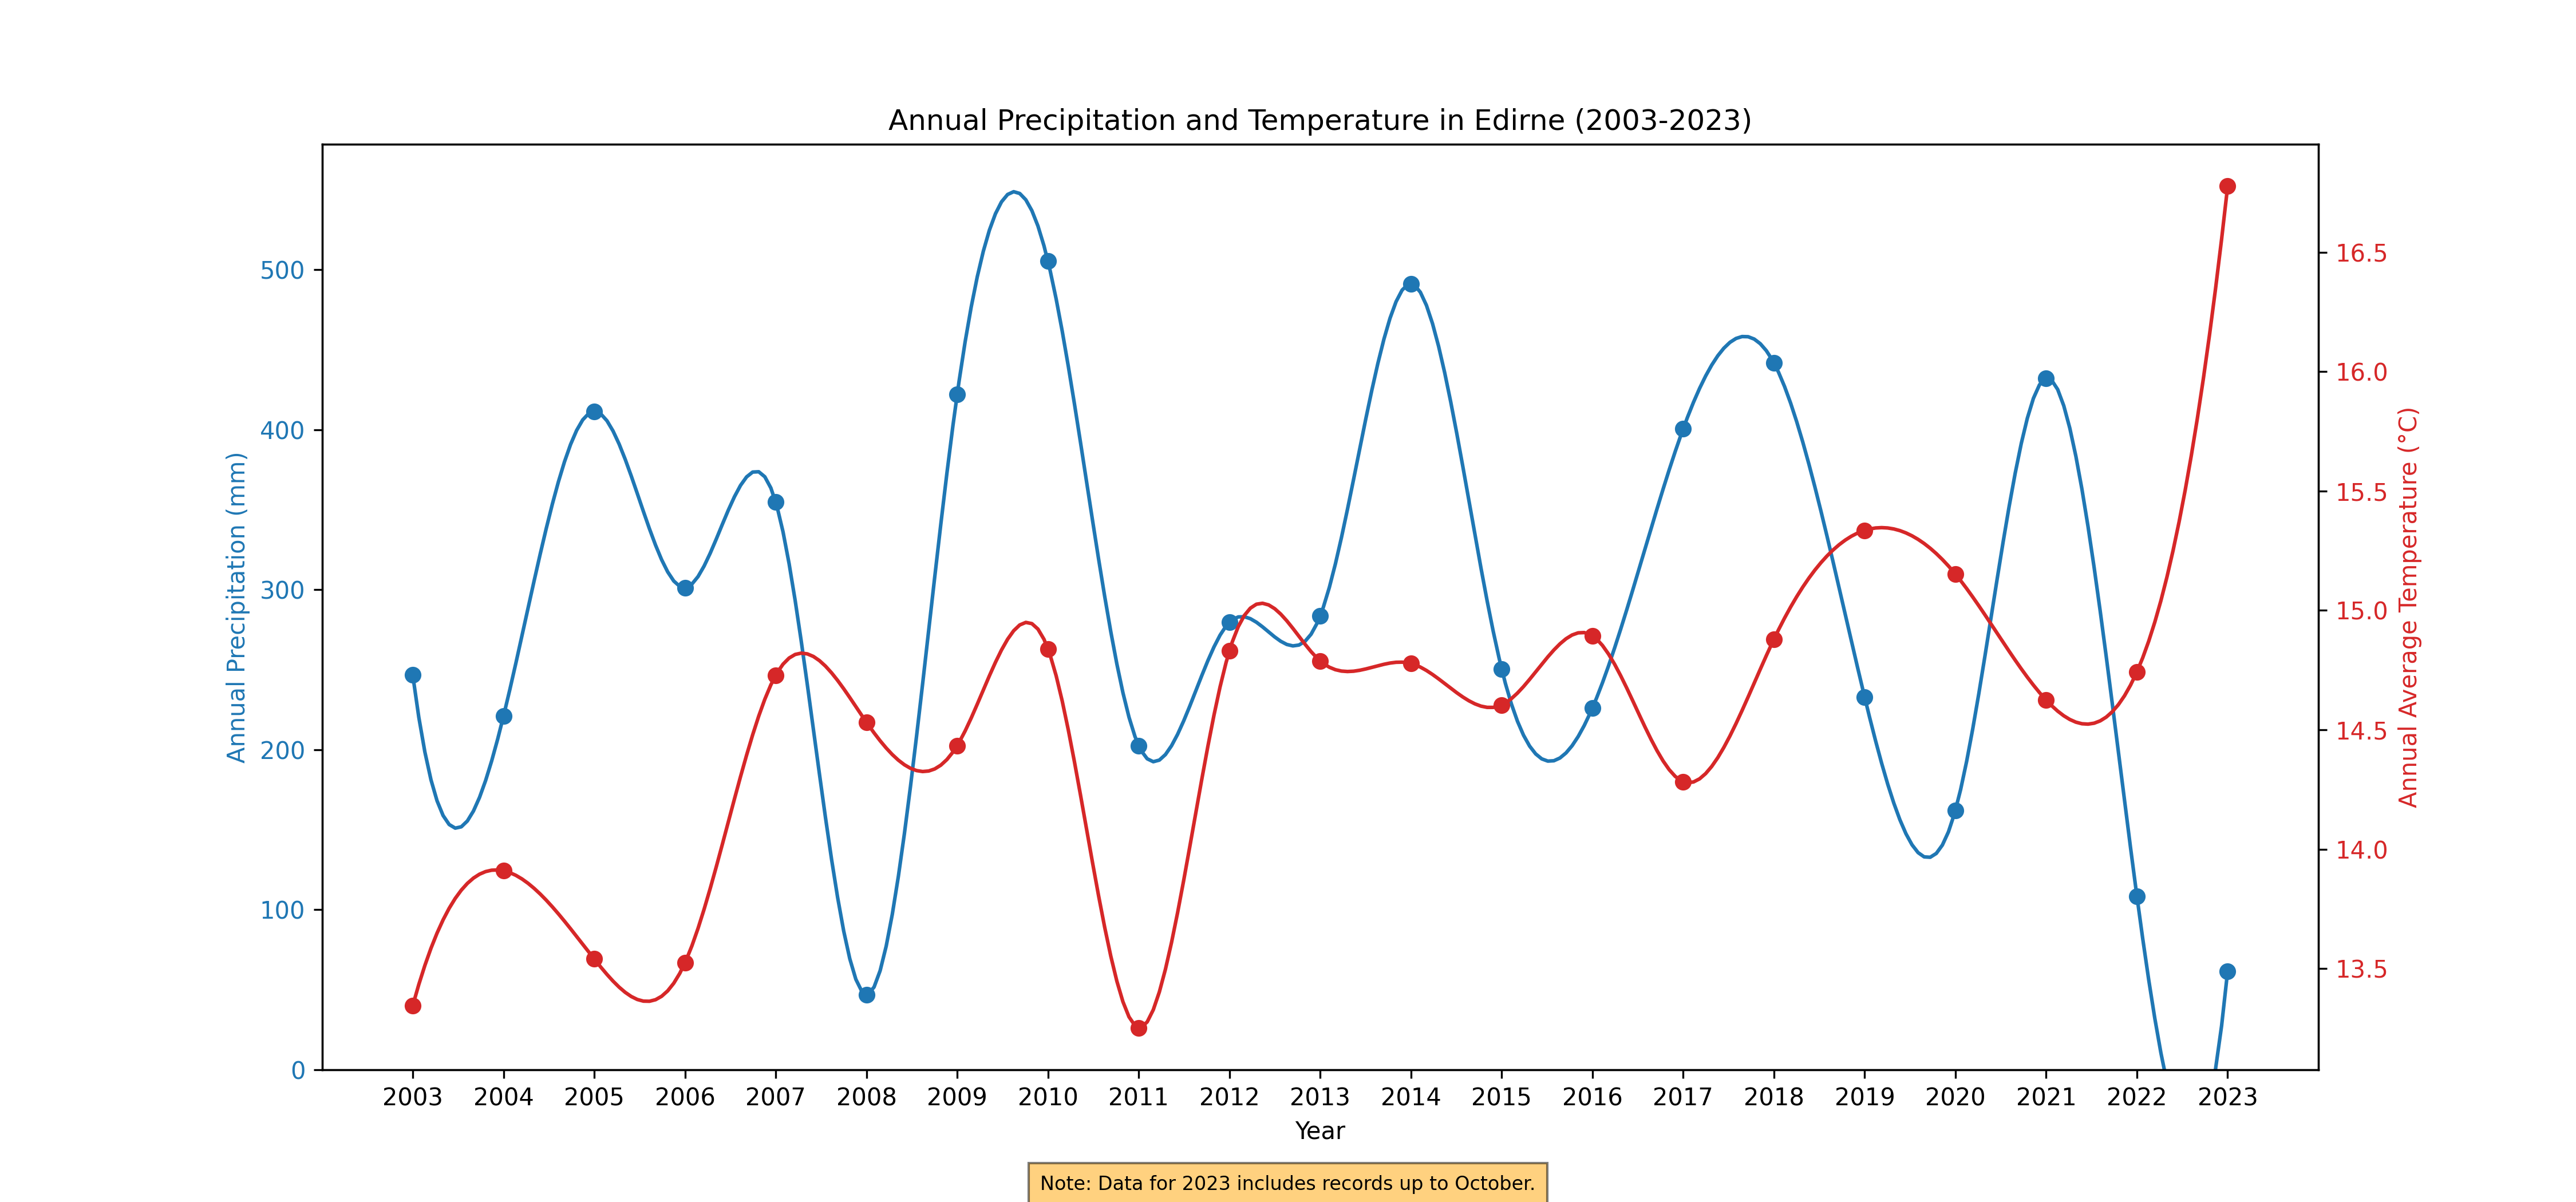 Annual Precipitation and Temperature in Edirne (2003-2023)
Annual Precipitation (mm)
500
400
300
200
100
0
16.5
16.0
15.5
15.0
14.5
14.0
13.5
Annual Average Temperature (°C)
2003 2004 2005 2006 2007 2008 2009 2010 2011 2012 2013 2014 2015 2016 2017 2018 2019 2020 2021 2022 2023
Year
Note: Data for 2023 includes records up to October.